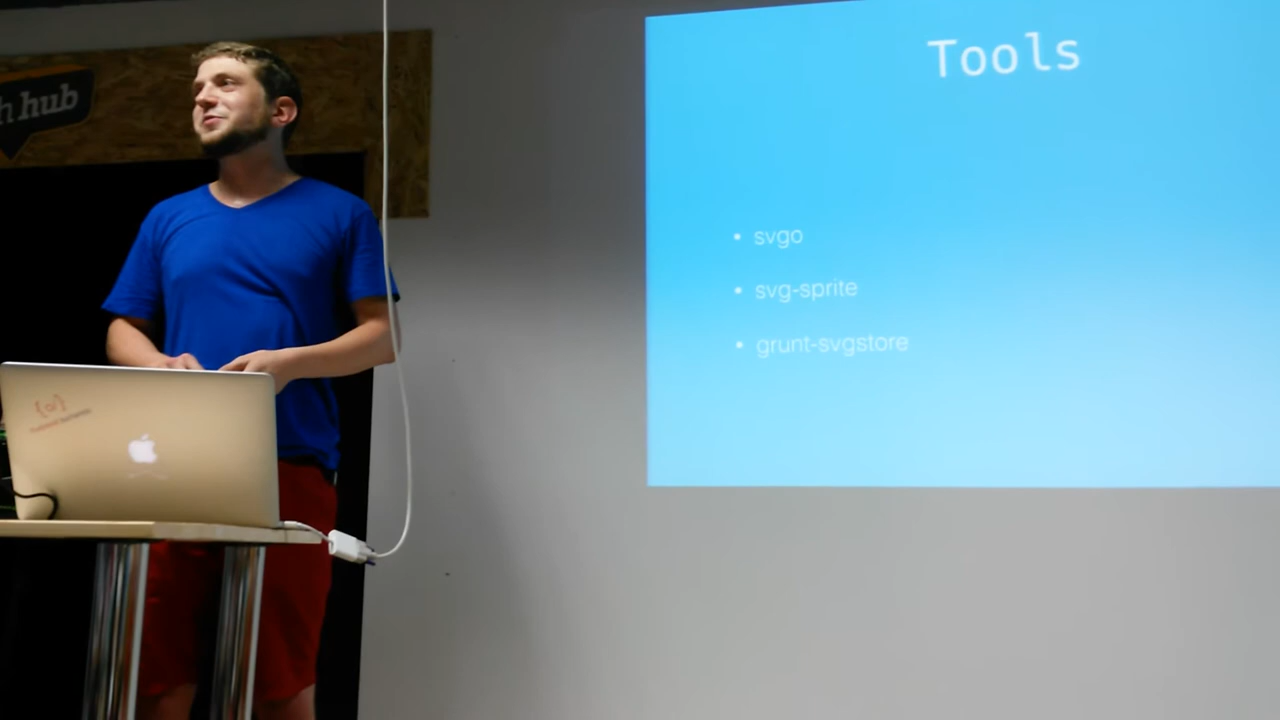 h hub
Tools
• svgo
• svg-sprite
• grunt-svgstore